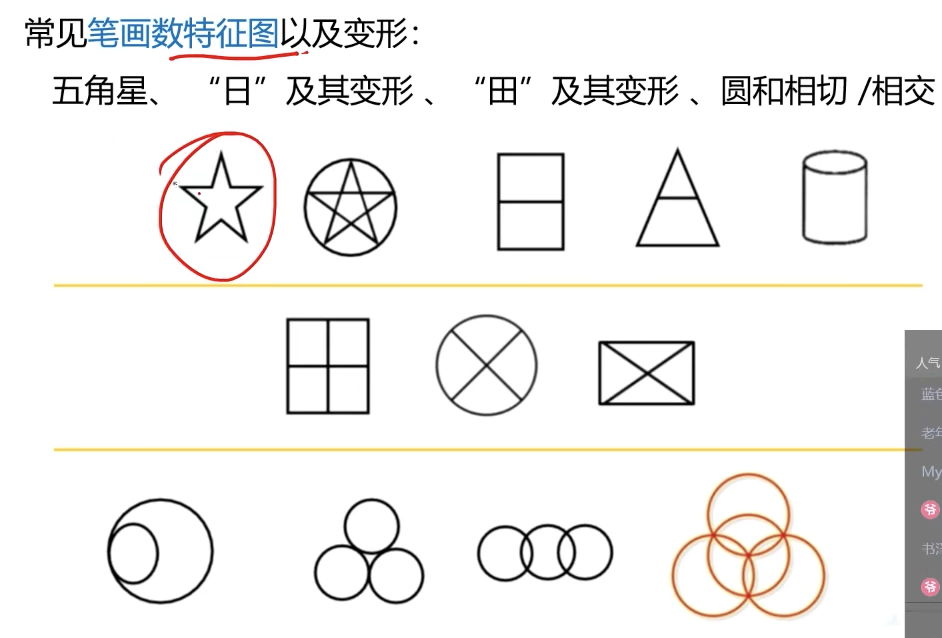 常见笔画数特征图以及变形：
五角星、 “日”及其变形 、 “田”及其变形 、圆和相切 /相交
人气
蓝色
老年
My
爷
书
爷